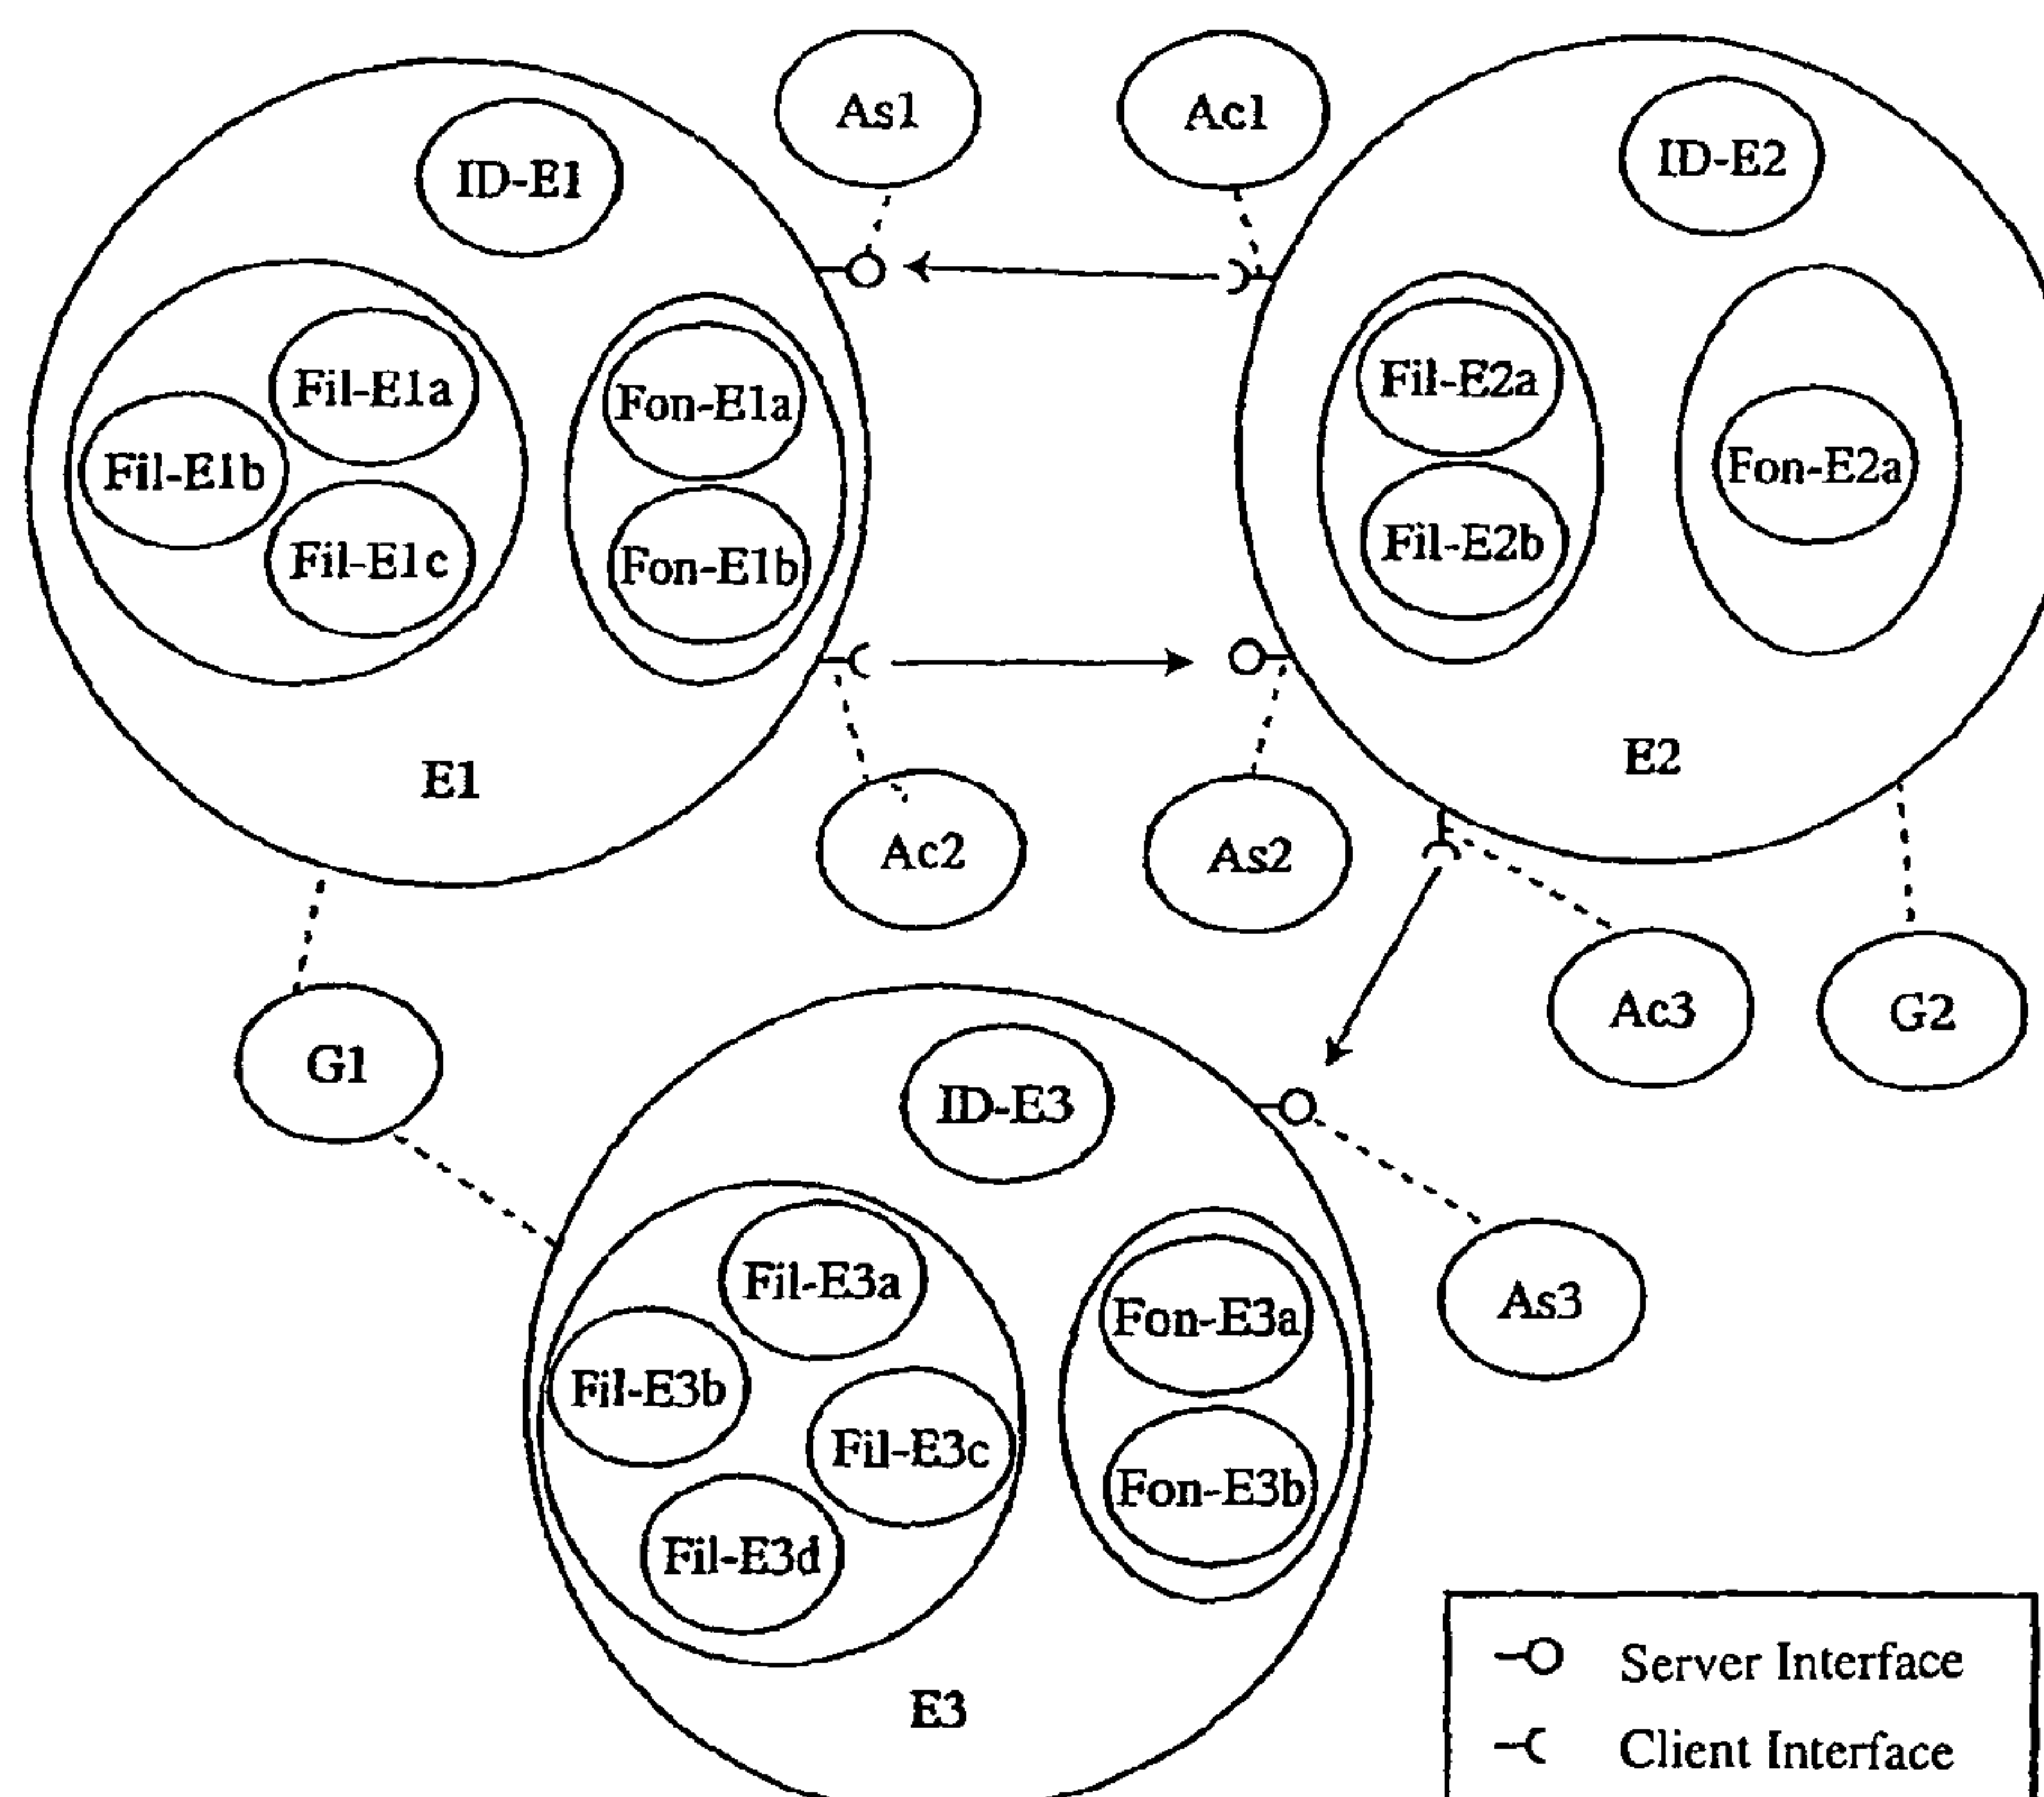 As1
Ac1
ID-E1
ID-E2
Fil-E1a
Fon-E1a
Fil-E2a
Fil-E1b
Fon-E2a
Fil-E1c
Fon-E1b
Fil-E2b
E1
E2
Ac2
As2
Ac3
G2
G1
ID-E3
Fil-E3a
Fon-E3a
As3
Fil-E3b
Fil-E3c
Fon-E3b
Fil-E3d
E3
Server Interface
Client Interface